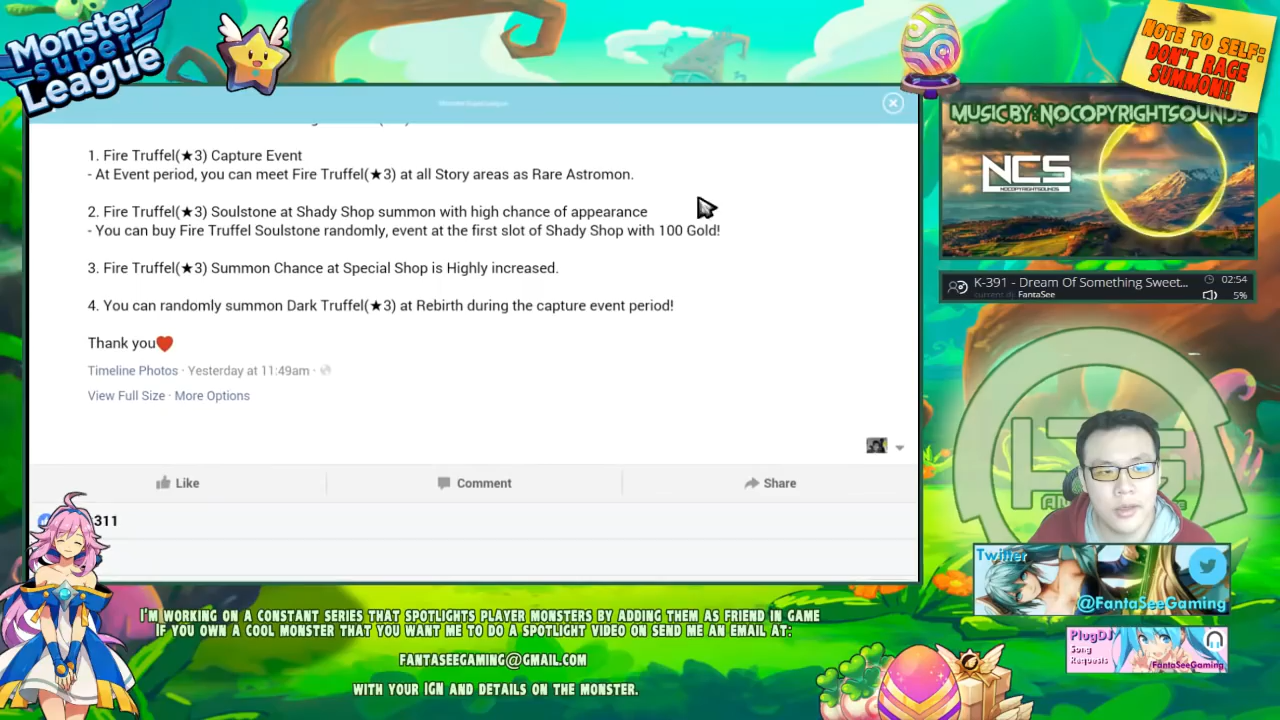 Monster
super
League
NOTE TO SELF:
DON'T RAGE
SUMMON!!
MUSIC BY: NOCOPYRIGHTSOUNDS
NCS
NOCOPYRIGHTSOUNDS
1. Fire Truffel(★3) Capture Event
- At Event period, you can meet Fire Truffel(★3) at all Story areas as Rare Astromon.
2. Fire Truffel(★3) Soulstone at Shady Shop summon with high chance of appearance
- You can buy Fire Truffel Soulstone randomly, event at the first slot of Shady Shop with 100 Gold!
3. Fire Truffel(★3) Summon Chance at Special Shop is Highly increased.
4. You can randomly summon Dark Truffel(★3) at Rebirth during the capture event period!
Thank you❤
Timeline Photos · Yesterday at 11:49am ·
View Full Size · More Options
Like
Comment
Share
311
K-391 - Dream Of Something Sweet...
02:54
current dj FantaSee
5%
Twitter
@FantaSeeGaming
PlugDJ
Song
Requests
FantaSeeGaming
I'M WORKING ON A CONSTANT SERIES THAT SPOTLIGHTS PLAYER MONSTERS BY ADDING THEM AS FRIEND IN GAME
IF YOU OWN A COOL MONSTER THAT YOU WANT ME TO DO A SPOTLIGHT VIDEO ON SEND ME AN EMAIL AT:
FANTASEEGAMING@GMAIL.COM
WITH YOUR IGN AND DETAILS ON THE MONSTER.